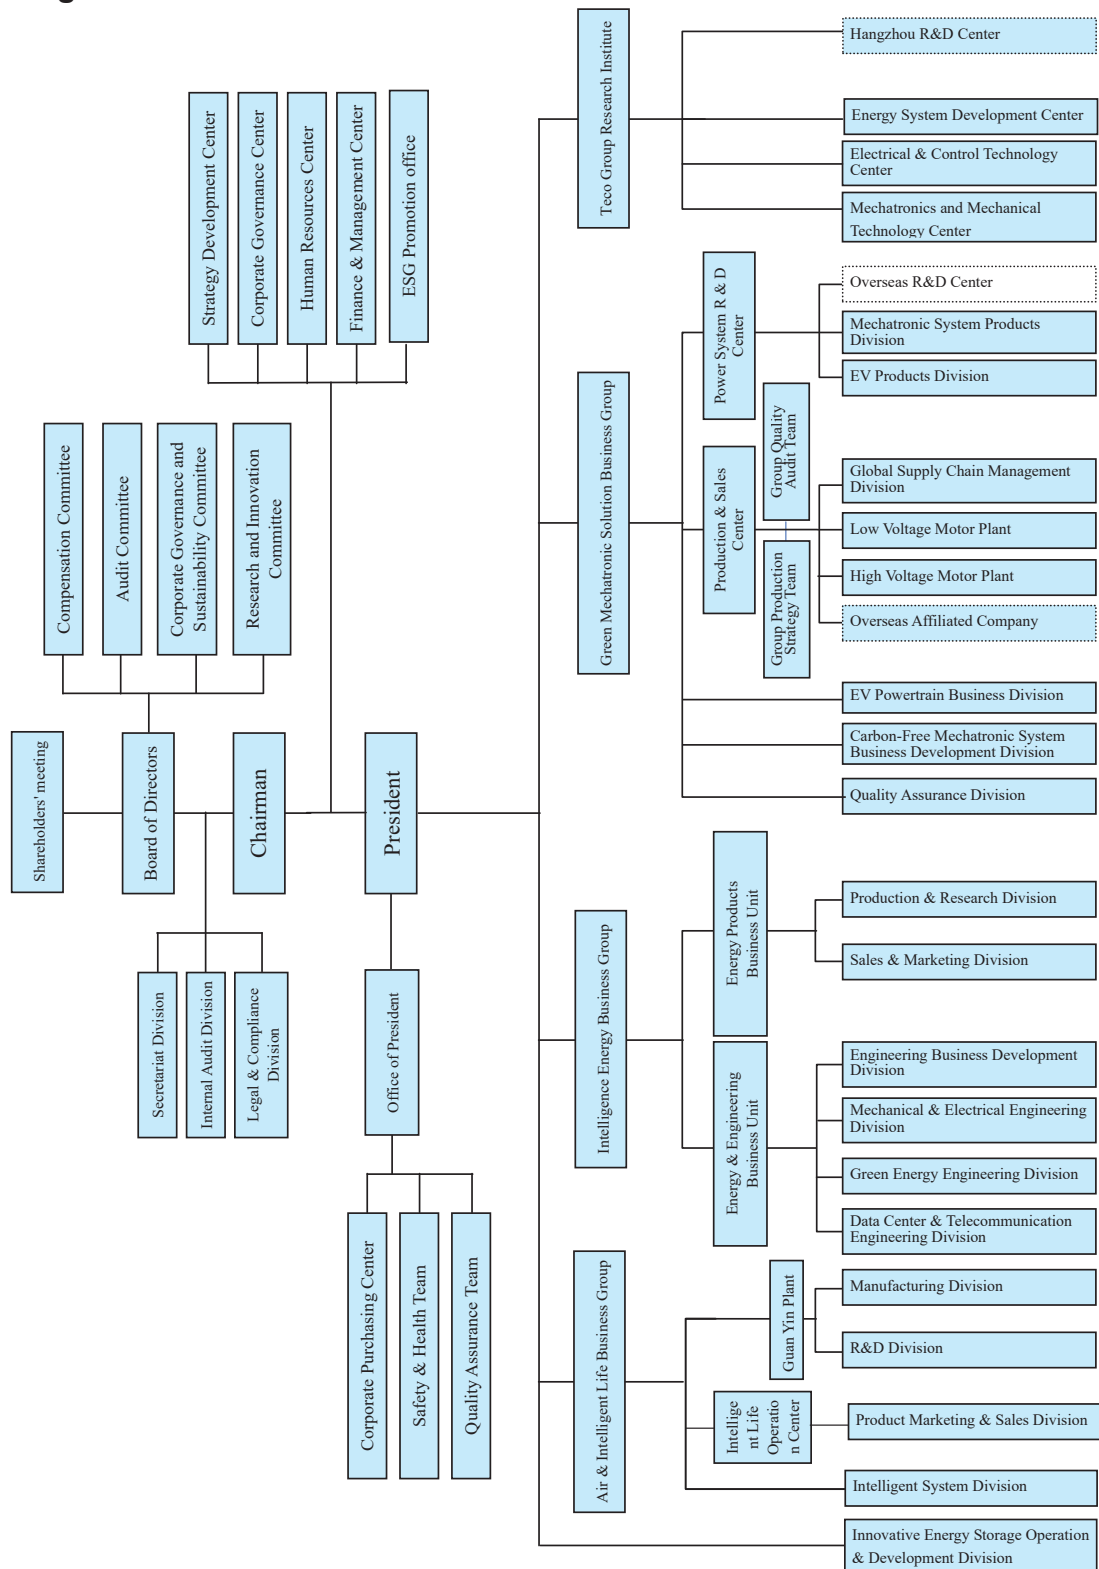 Shareholders' meeting
Board of Directors
Chairman
President
Compensation Committee
Audit Committee
Corporate Governance and
Sustainability Committee
Research and Innovation
Committee
Secretariat Division
Internal Audit Division
Legal & Compliance
Division
Strategy Development Center
Corporate Governance Center
Human Resources Center
Finance & Management Center
ESG Promotion office
Office of President
Corporate Purchasing Center
Safety & Health Team
Quality Assurance Team
Teco Group Research Institute
Hangzhou R&D Center
Energy System Development Center
Electrical & Control Technology
Center
Mechatronics and Mechanical
Technology Center
Green Mechatronic Solution Business Group
Power System R & D
Center
Overseas R&D Center
Mechatronic System Products
Division
EV Products Division
Production & Sales
Center
Group Quality
Audit Team
Group Production
Strategy Team
Global Supply Chain Management
Division
Low Voltage Motor Plant
High Voltage Motor Plant
Overseas Affiliated Company
EV Powertrain Business Division
Carbon-Free Mechatronic System
Business Development Division
Quality Assurance Division
Intelligence Energy Business Group
Energy Products
Business Unit
Production & Research Division
Sales & Marketing Division
Energy & Engineering
Business Unit
Engineering Business Development
Division
Mechanical & Electrical Engineering
Division
Green Energy Engineering Division
Data Center & Telecommunication
Engineering Division
Air & Intelligent Life Business Group
Guan Yin Plant
Manufacturing Division
R&D Division
Intellige
nt Life
Operatio
n Center
Product Marketing & Sales Division
Intelligent System Division
Innovative Energy Storage Operation
& Development Division